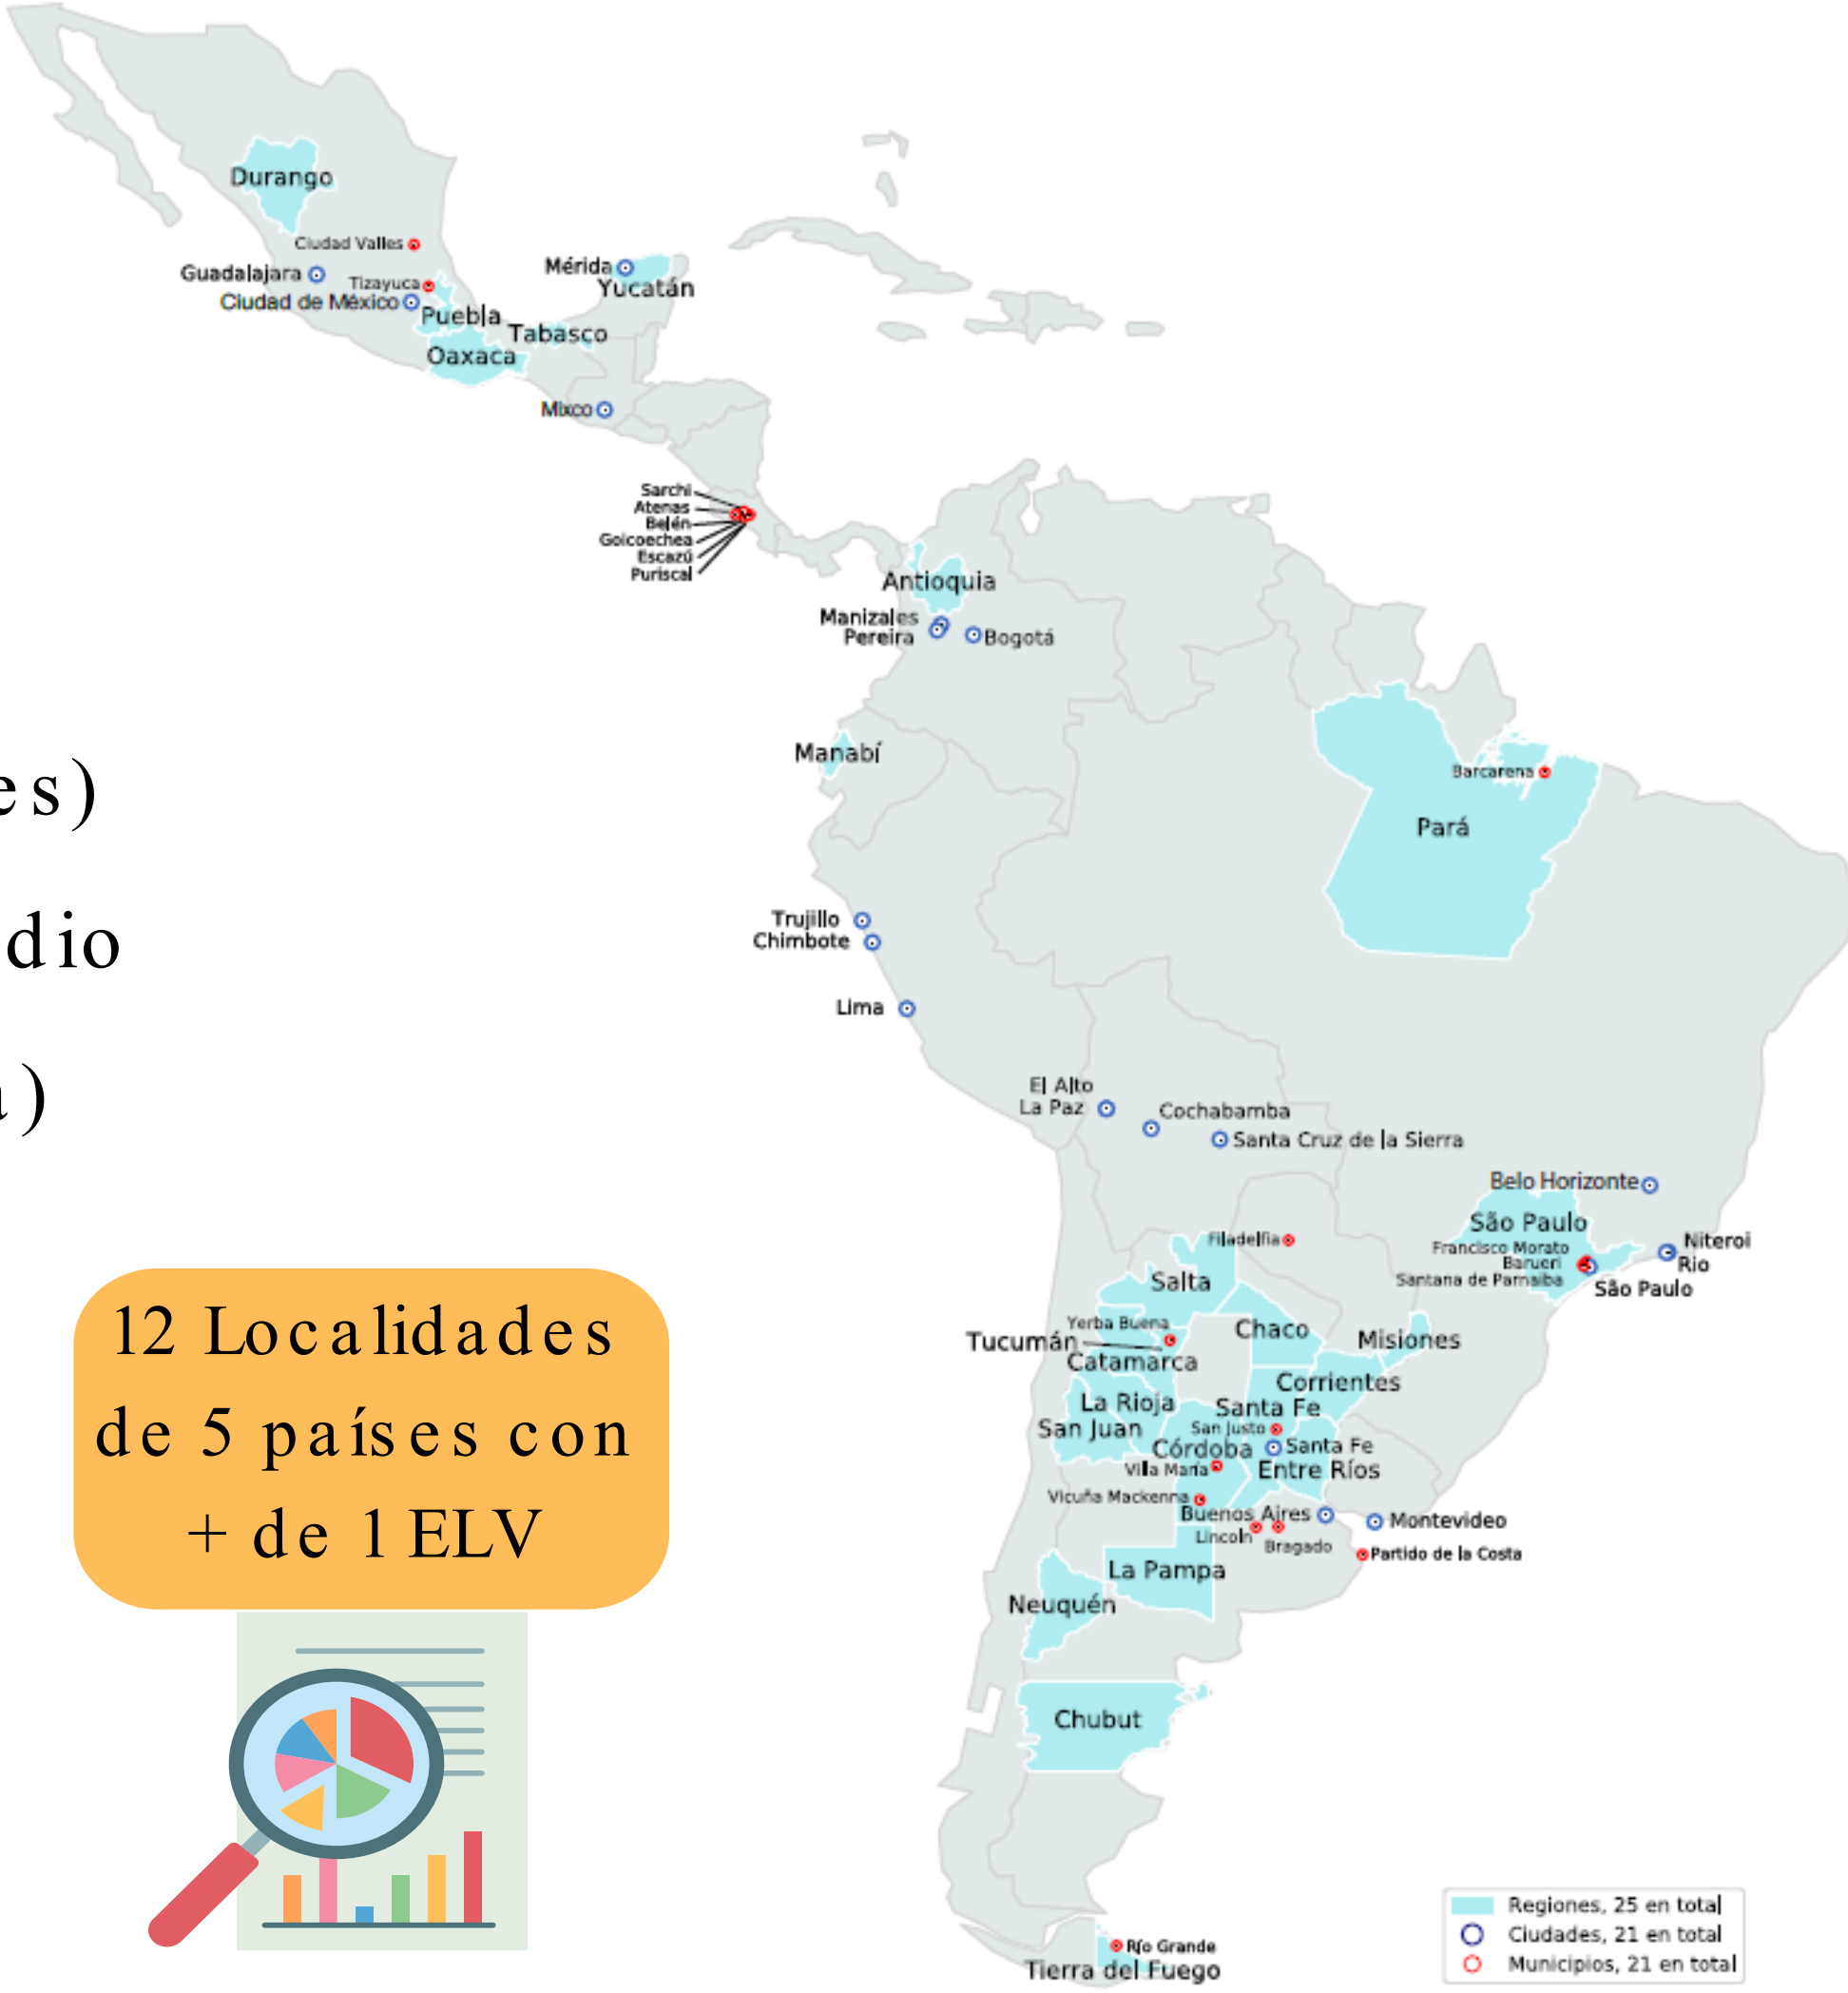 Durango
Ciudad Valles
Guadalajara
Tizayuca
Ciudad de México
Mérida
Yucatán
Puebla
Tabasco
Oaxaca
Mixco
Sarchi
Atenas
Belén
Goicoechea
Escazú
Puriscal
Antioquia
Manizales
Pereira
Bogotá
Manabí
es)
dio
)
Barcarena
Pará
Trujillo
Chimbote
Lima
El Alto
La Paz
Cochabamba
Santa Cruz de la Sierra
Belo Horizonte
São Paulo
Francisco Morato
Barueri
Santana de Parnaiba
Niteroi
Rio
São Paulo
Filadelfia
Salta
Yerba Buena
Tucumán
Catamarca
Chaco
Misiones
Corrientes
La Rioja
Santa Fe
San Juan
San Justo
Córdoba
Santa Fe
Villa María
Entre Ríos
Vicuña Mackenna
Buenos Aires
Montevideo
Lincoln
Bragado
Partido de la Costa
La Pampa
Neuquén
Chubut
Río Grande
Tierra del Fuego
12 Localidades
de 5 países con
+ de 1 ELV
Regiones, 25 en total
Ciudades, 21 en total
Municipios, 21 en total